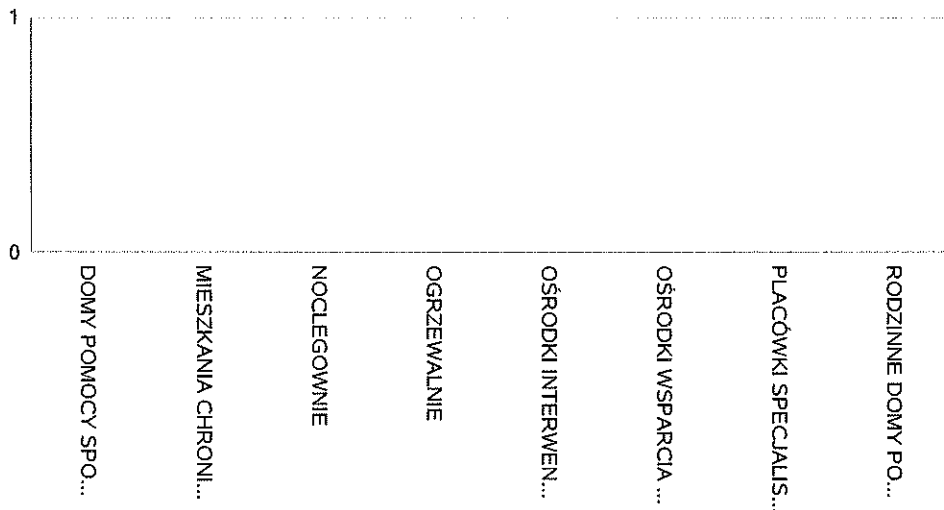 1
0
DOMY POMOCY SPO...
MIESZKANIA CHRONI...
NOCLEGOWNIE
OGRZEWALNIE
OŚRODKI INTERWEN...
OŚRODKI WSPARCIA ...
PLACÓWKI SPECJALIS...
RODZINNE DOMY PO...